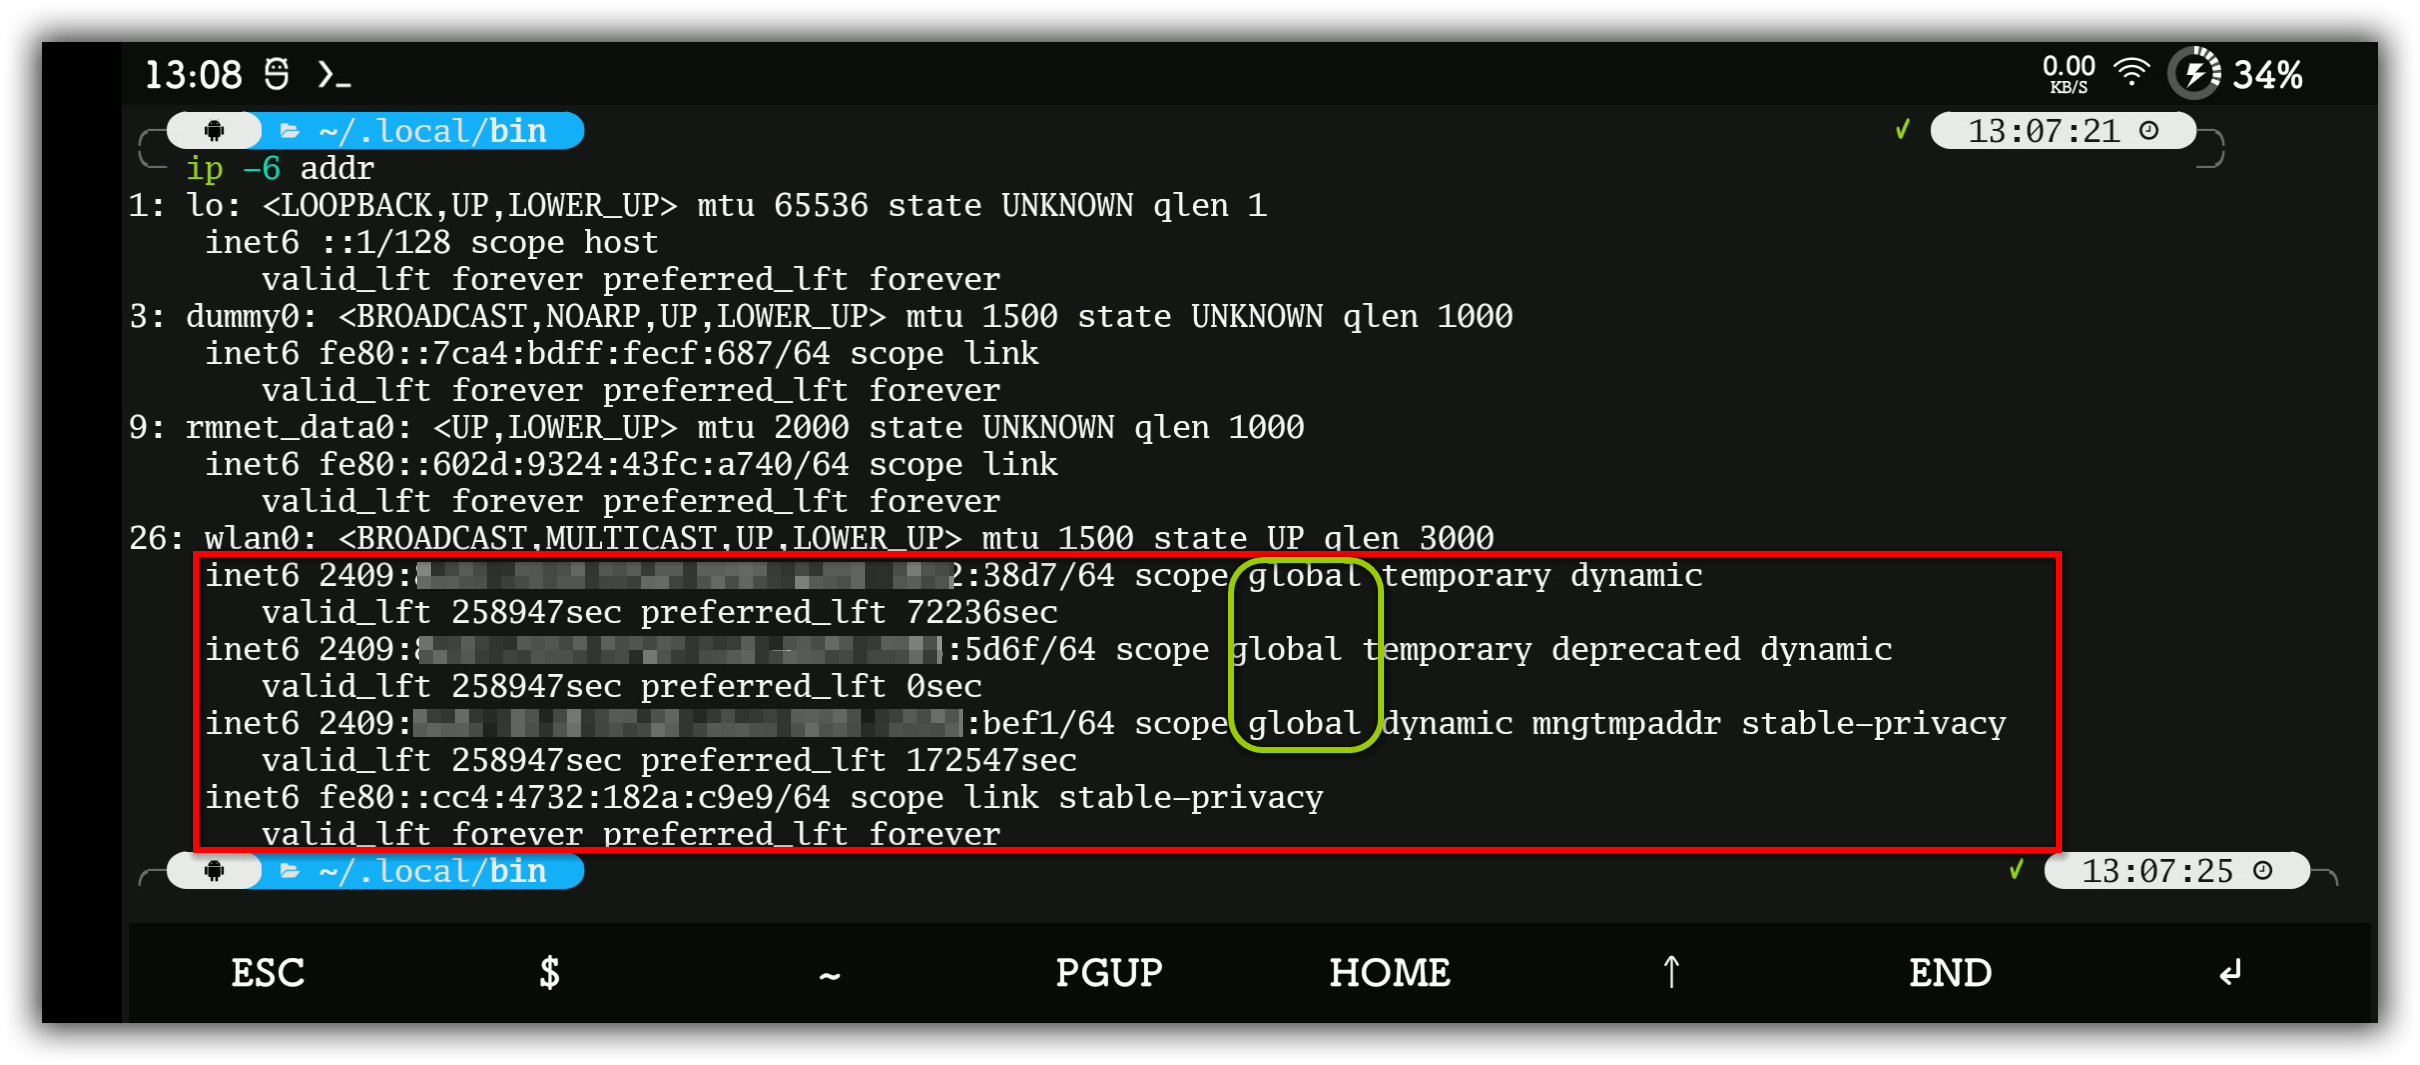 13:08 0.00 KB/S 34%
~/.local/bin 13:07:21
ip -6 addr
1: lo: <LOOPBACK,UP,LOWER_UP> mtu 65536 state UNKNOWN qlen 1
inet6 ::1/128 scope host
valid_lft forever preferred_lft forever
3: dummy0: <BROADCAST,NOARP,UP,LOWER_UP> mtu 1500 state UNKNOWN qlen 1000
inet6 fe80::7ca4:bdff:fecf:687/64 scope link
valid_lft forever preferred_lft forever
9: rmnet_data0: <UP,LOWER_UP> mtu 2000 state UNKNOWN qlen 1000
inet6 fe80::602d:9324:43fc:a740/64 scope link
valid_lft forever preferred_lft forever
26: wlan0: <BROADCAST,MULTICAST,UP,LOWER_UP> mtu 1500 state UP qlen 3000
inet6 2409: 2:38d7/64 scope global temporary dynamic
valid_lft 258947sec preferred_lft 72236sec
inet6 2409: :5d6f/64 scope global temporary deprecated dynamic
valid_lft 258947sec preferred_lft 0sec
inet6 2409: :bef1/64 scope global dynamic mngtmpaddr stable-privacy
valid_lft 258947sec preferred_lft 172547sec
inet6 fe80::cc4:4732:182a:c9e9/64 scope link stable-privacy
valid_lft forever preferred_lft forever
~/.local/bin 13:07:25
ESC $ ~ PGUP HOME ↑ END ↲